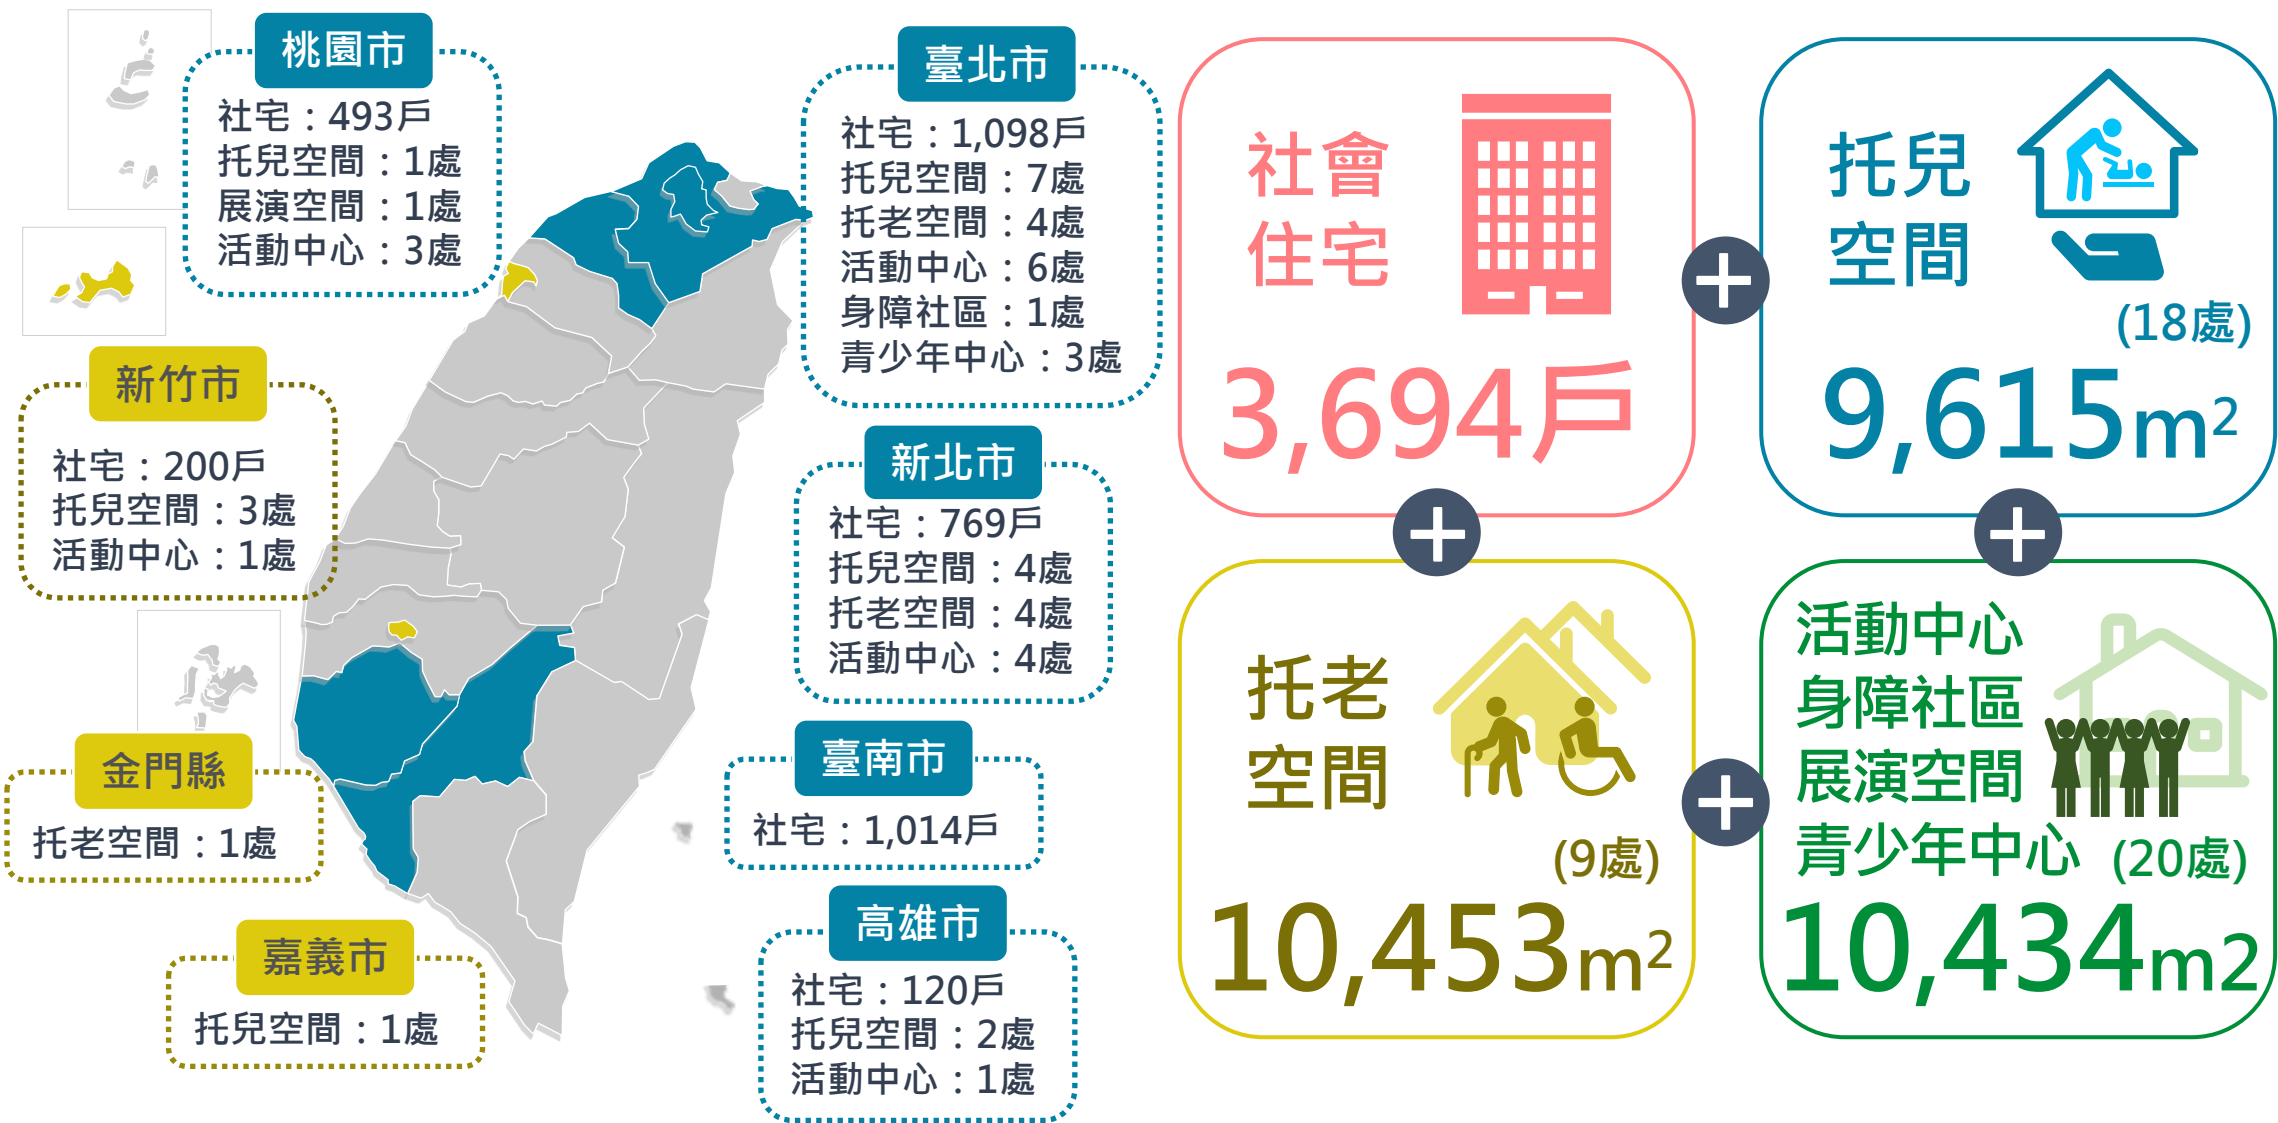 桃園市
社宅：493戶
托兒空間：1處
展演空間：1處
活動中心：3處
臺北市
社宅：1,098戶
托兒空間：7處
托老空間：4處
活動中心：6處
身障社區：1處
青少年中心：3處
新竹市
社宅：200戶
托兒空間：3處
活動中心：1處
新北市
社宅：769戶
托兒空間：4處
托老空間：4處
活動中心：4處
金門縣
托老空間：1處
臺南市
社宅：1,014戶
嘉義市
托兒空間：1處
高雄市
社宅：120戶
托兒空間：2處
活動中心：1處
社會
住宅
3,694戶
托兒
空間
(18處)
9,615m²
托老
空間
(9處)
10,453m²
活動中心
身障社區
展演空間
青少年中心 (20處)
10,434m2